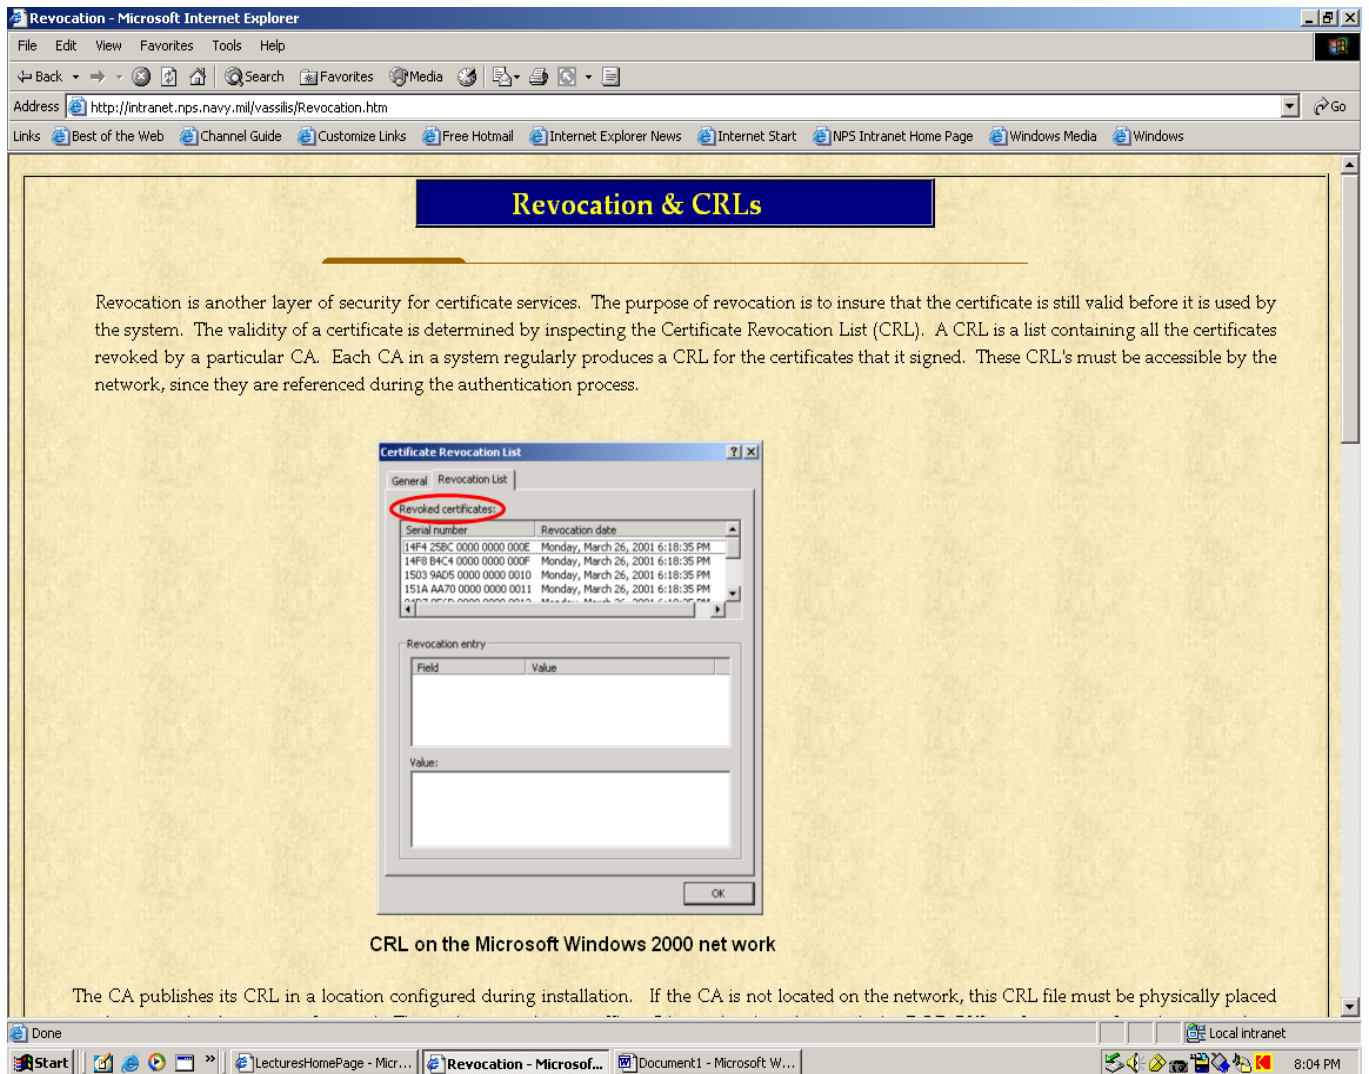 Revocation - Microsoft Internet Explorer
File Edit View Favorites Tools Help
Back Search Favorites Media
Address http://intranet.nps.navy.mil/vassilis/Revocation.htm Go
Links Best of the Web Channel Guide Customize Links Free Hotmail Internet Explorer News Internet Start NPS Intranet Home Page Windows Media Windows
Revocation & CRLs
Revocation is another layer of security for certificate services. The purpose of revocation is to insure that the certificate is still valid before it is used by
the system. The validity of a certificate is determined by inspecting the Certificate Revocation List (CRL). A CRL is a list containing all the certificates
revoked by a particular CA. Each CA in a system regularly produces a CRL for the certificates that it signed. These CRL's must be accessible by the
network, since they are referenced during the authentication process.
Certificate Revocation List
General Revocation List
Revoked certificates:
Serial number Revocation date
14F4 25BC 0000 0000 000E Monday, March 26, 2001 6:18:35 PM
14F8 B4C4 0000 0000 000F Monday, March 26, 2001 6:18:35 PM
1503 9AD5 0000 0000 0010 Monday, March 26, 2001 6:18:35 PM
151A AA70 0000 0000 0011 Monday, March 26, 2001 6:18:35 PM
Revocation entry
Field Value
Value:
OK
CRL on the Microsoft Windows 2000 net work
The CA publishes its CRL in a location configured during installation. If the CA is not located on the network, this CRL file must be physically placed
Done Local intranet
Start LecturesHomePage - Micr... Revocation - Microsof... Document1 - Microsoft W... 8:04 PM